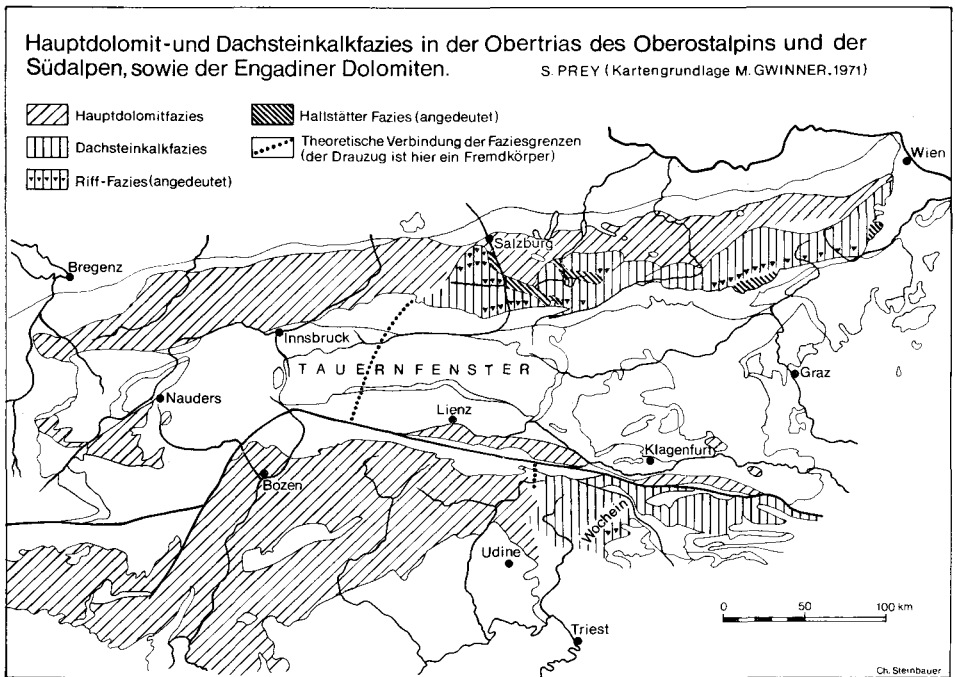 Hauptdolomit-und Dachsteinkalkfazies in der Obertrias des Oberostalpins und der
Südalpen, sowie der Engadiner Dolomiten.
S. PREY (Kartengrundlage M. GWINNER, 1971)
Hauptdolomitfazies
Dachsteinkalkfazies
Riff-Fazies (angedeutet)
Hallstätter Fazies (angedeutet)
Theoretische Verbindung der Faziesgrenzen
(der Drauzug ist hier ein Fremdkörper)
Wien
Salzburg
Bregenz
Innsbruck
TAUERNFENSTER
Graz
Nauders
Lienz
Klagenfurt
Bozen
Wochein
Udine
Triest
0 50 100 km
Ch. Steinbauer